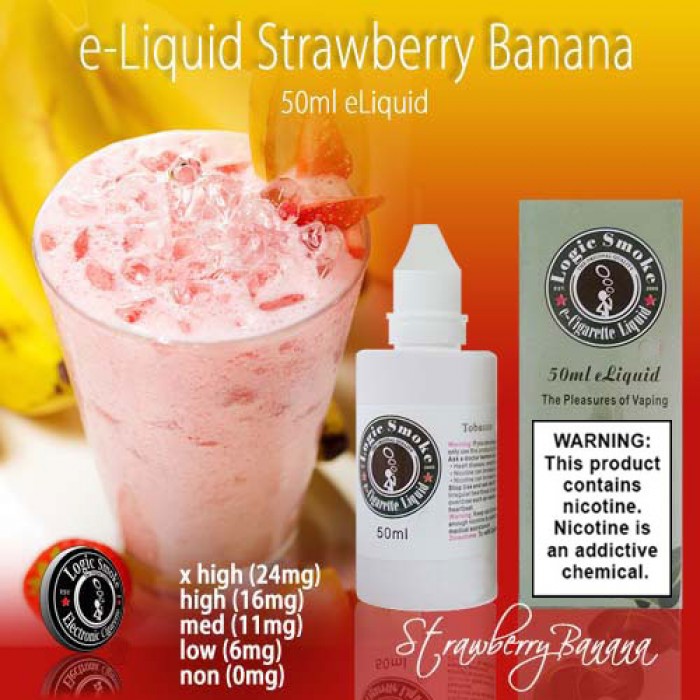 e-Liquid Strawberry Banana
50ml eLiquid
Logic Smoke
e-Cigarette Liquid
50ml eLiquid
The Pleasures of Vaping
WARNING:
This product
contains
nicotine.
Nicotine is
an addictive
chemical.
Logic Smoke
e-Cigarette Liquid
50ml
Tobacco
Logic Smoke
Electronic Cigarette
x high (24mg)
high (16mg)
med (11mg)
low (6mg)
non (0mg)
StrawberryBanana